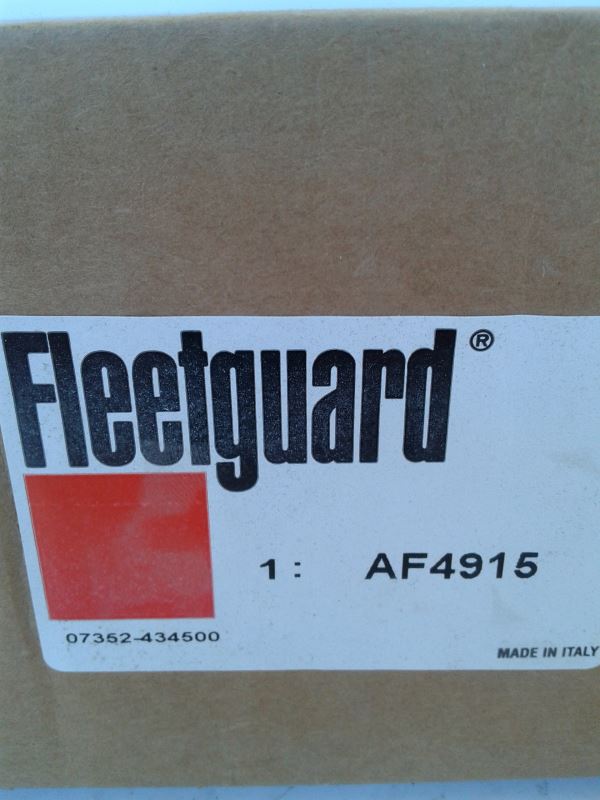 Fleetguard®
1: AF4915
07352-434500
MADE IN ITALY